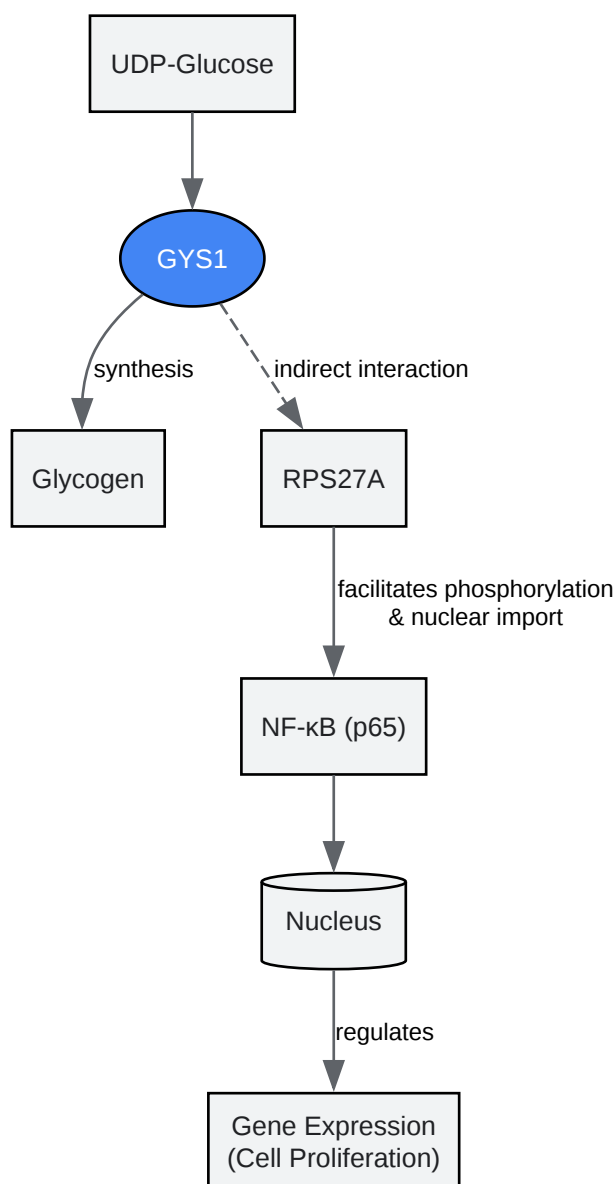 UDP-Glucose
GYS1
synthesis
indirect interaction
Glycogen
RPS27A
facilitates phosphorylation
& nuclear import
NF-κB (p65)
Nucleus
regulates
Gene Expression
(Cell Proliferation)